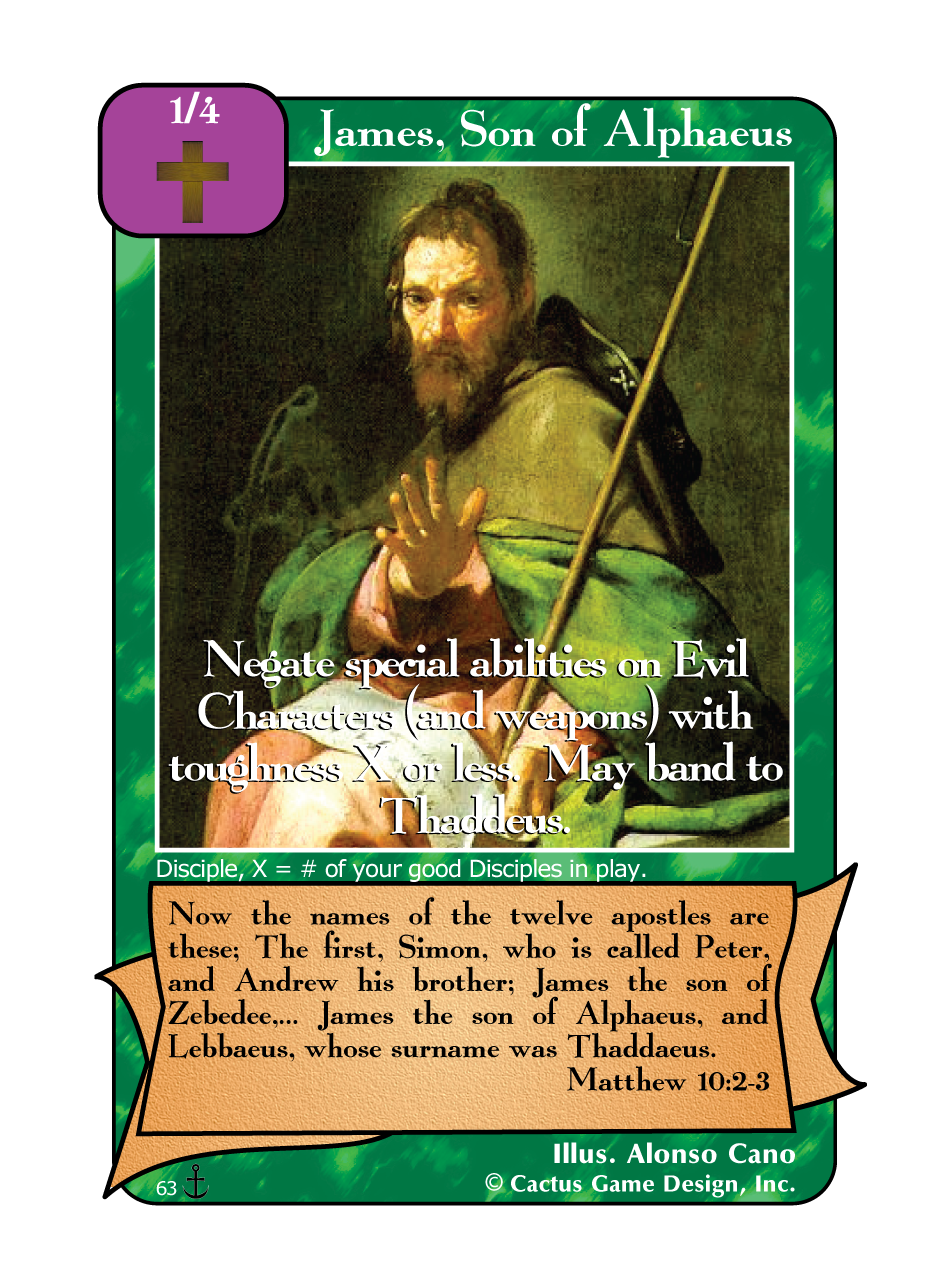 1/4
James, Son of Alphaeus
Negate special abilities on Evil
Characters (and weapons) with
toughness X or less. May band to
Thaddeus.
Disciple, X = # of your good Disciples in play.
Now the names of the twelve apostles are
these; The first, Simon, who is called Peter,
and Andrew his brother; James the son of
Zebedee,... James the son of Alphaeus, and
Lebbaeus, whose surname was Thaddaeus.
Matthew 10:2-3
Illus. Alonso Cano
63
© Cactus Game Design, Inc.